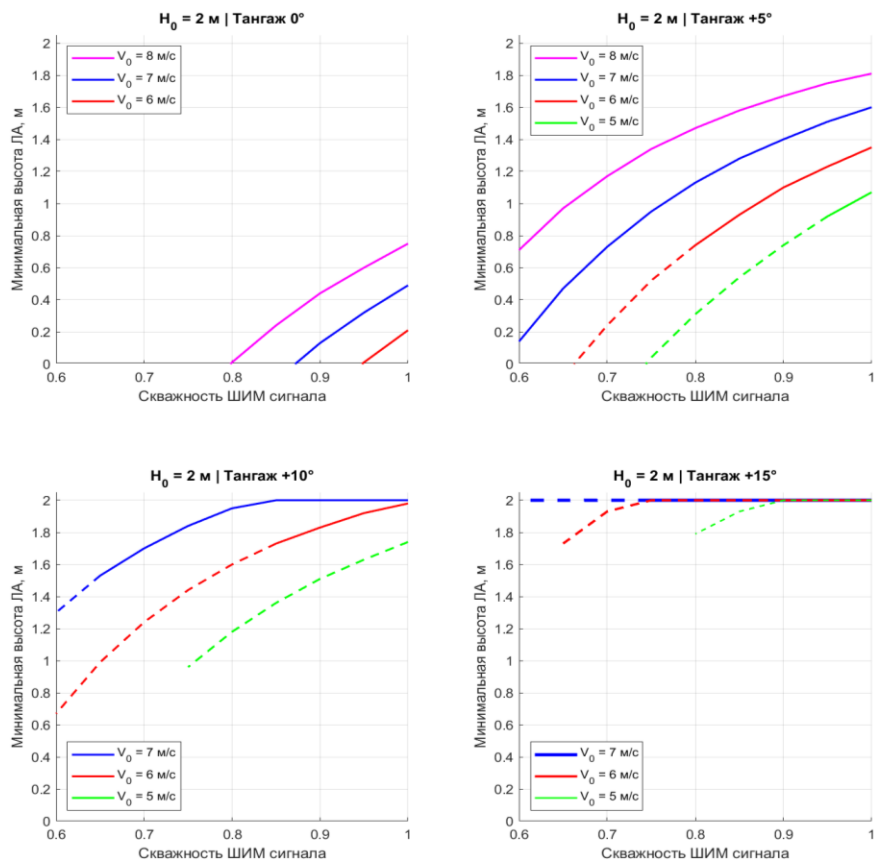 H0 = 2 м | Тангаж 0°
V0 = 8 м/с
V0 = 7 м/с
V0 = 6 м/с
Минимальная высота ЛА, м
2
1.8
1.6
1.4
1.2
1
0.8
0.6
0.4
0.2
0
0.6 0.7 0.8 0.9 1
Скважность ШИМ сигнала
H0 = 2 м | Тангаж +5°
V0 = 8 м/с
V0 = 7 м/с
V0 = 6 м/с
V0 = 5 м/с
Минимальная высота ЛА, м
2
1.8
1.6
1.4
1.2
1
0.8
0.6
0.4
0.2
0
0.6 0.7 0.8 0.9 1
Скважность ШИМ сигнала
H0 = 2 м | Тангаж +10°
Минимальная высота ЛА, м
2
1.8
1.6
1.4
1.2
1
0.8
0.6
0.4
0.2
0
V0 = 7 м/с
V0 = 6 м/с
V0 = 5 м/с
0.6 0.7 0.8 0.9 1
Скважность ШИМ сигнала
H0 = 2 м | Тангаж +15°
Минимальная высота ЛА, м
2
1.8
1.6
1.4
1.2
1
0.8
0.6
0.4
0.2
0
V0 = 7 м/с
V0 = 6 м/с
V0 = 5 м/с
0.6 0.7 0.8 0.9 1
Скважность ШИМ сигнала